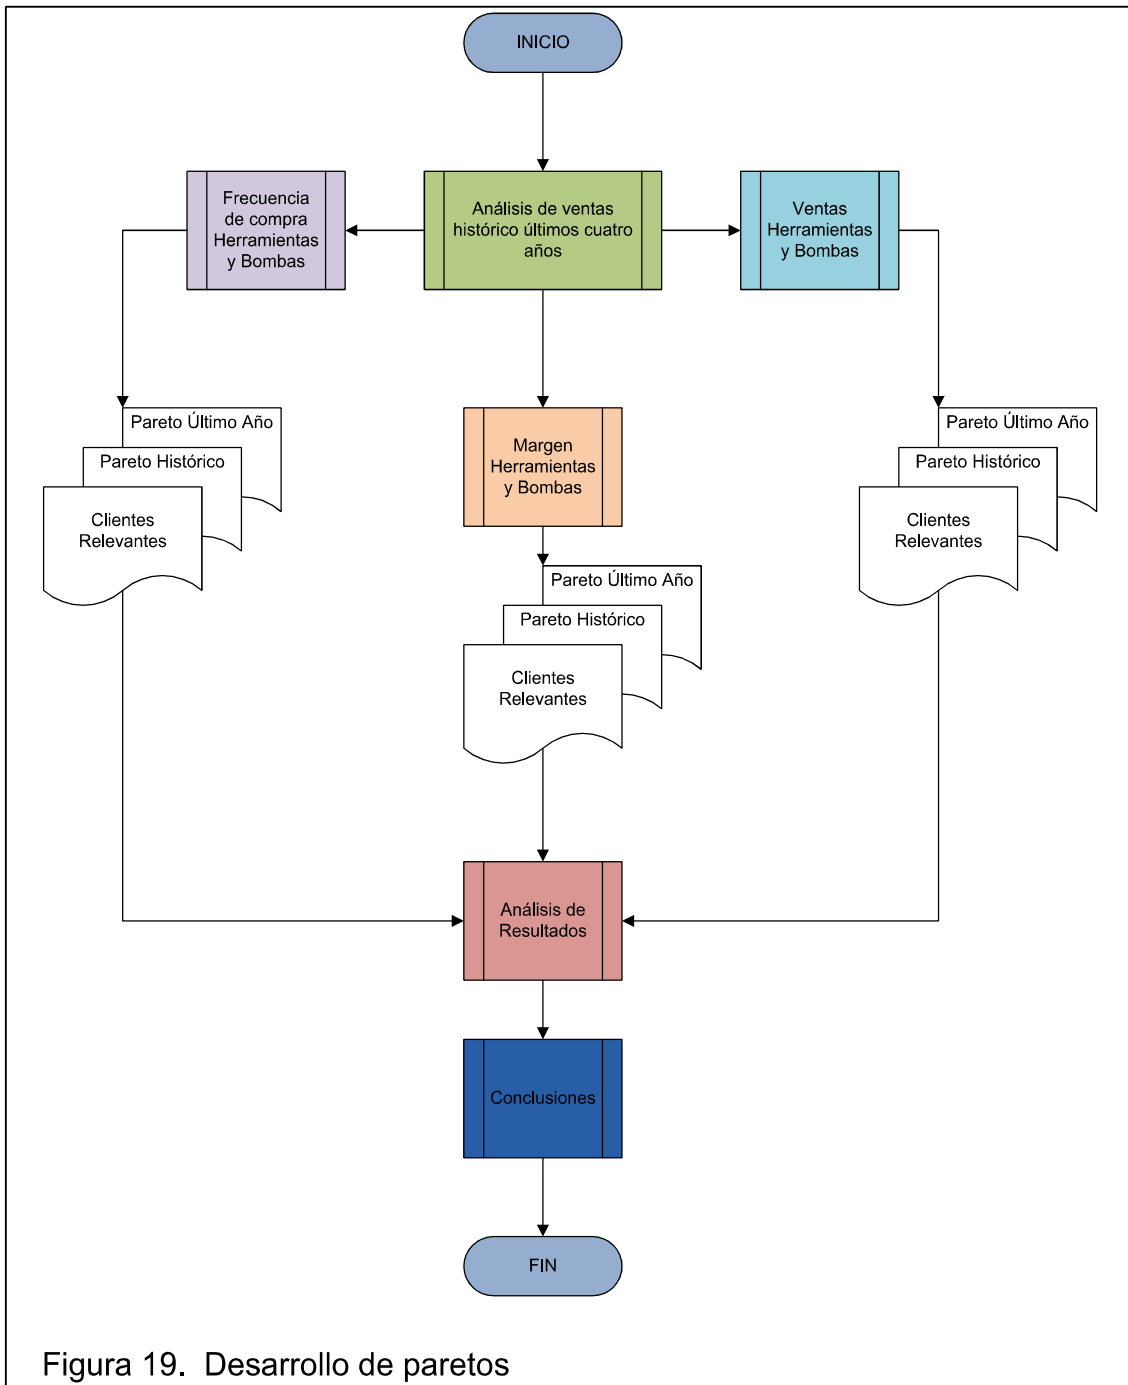 INICIO
Frecuencia
de compra
Herramientas
y Bombas
Análisis de ventas
histórico últimos cuatro
años
Ventas
Herramientas
y Bombas
Pareto Último Año
Pareto Histórico
Clientes
Relevantes
Margen
Herramientas
y Bombas
Pareto Último Año
Pareto Histórico
Clientes
Relevantes
Pareto Último Año
Pareto Histórico
Clientes
Relevantes
Análisis de
Resultados
Conclusiones
FIN
Figura 19. Desarrollo de paretos